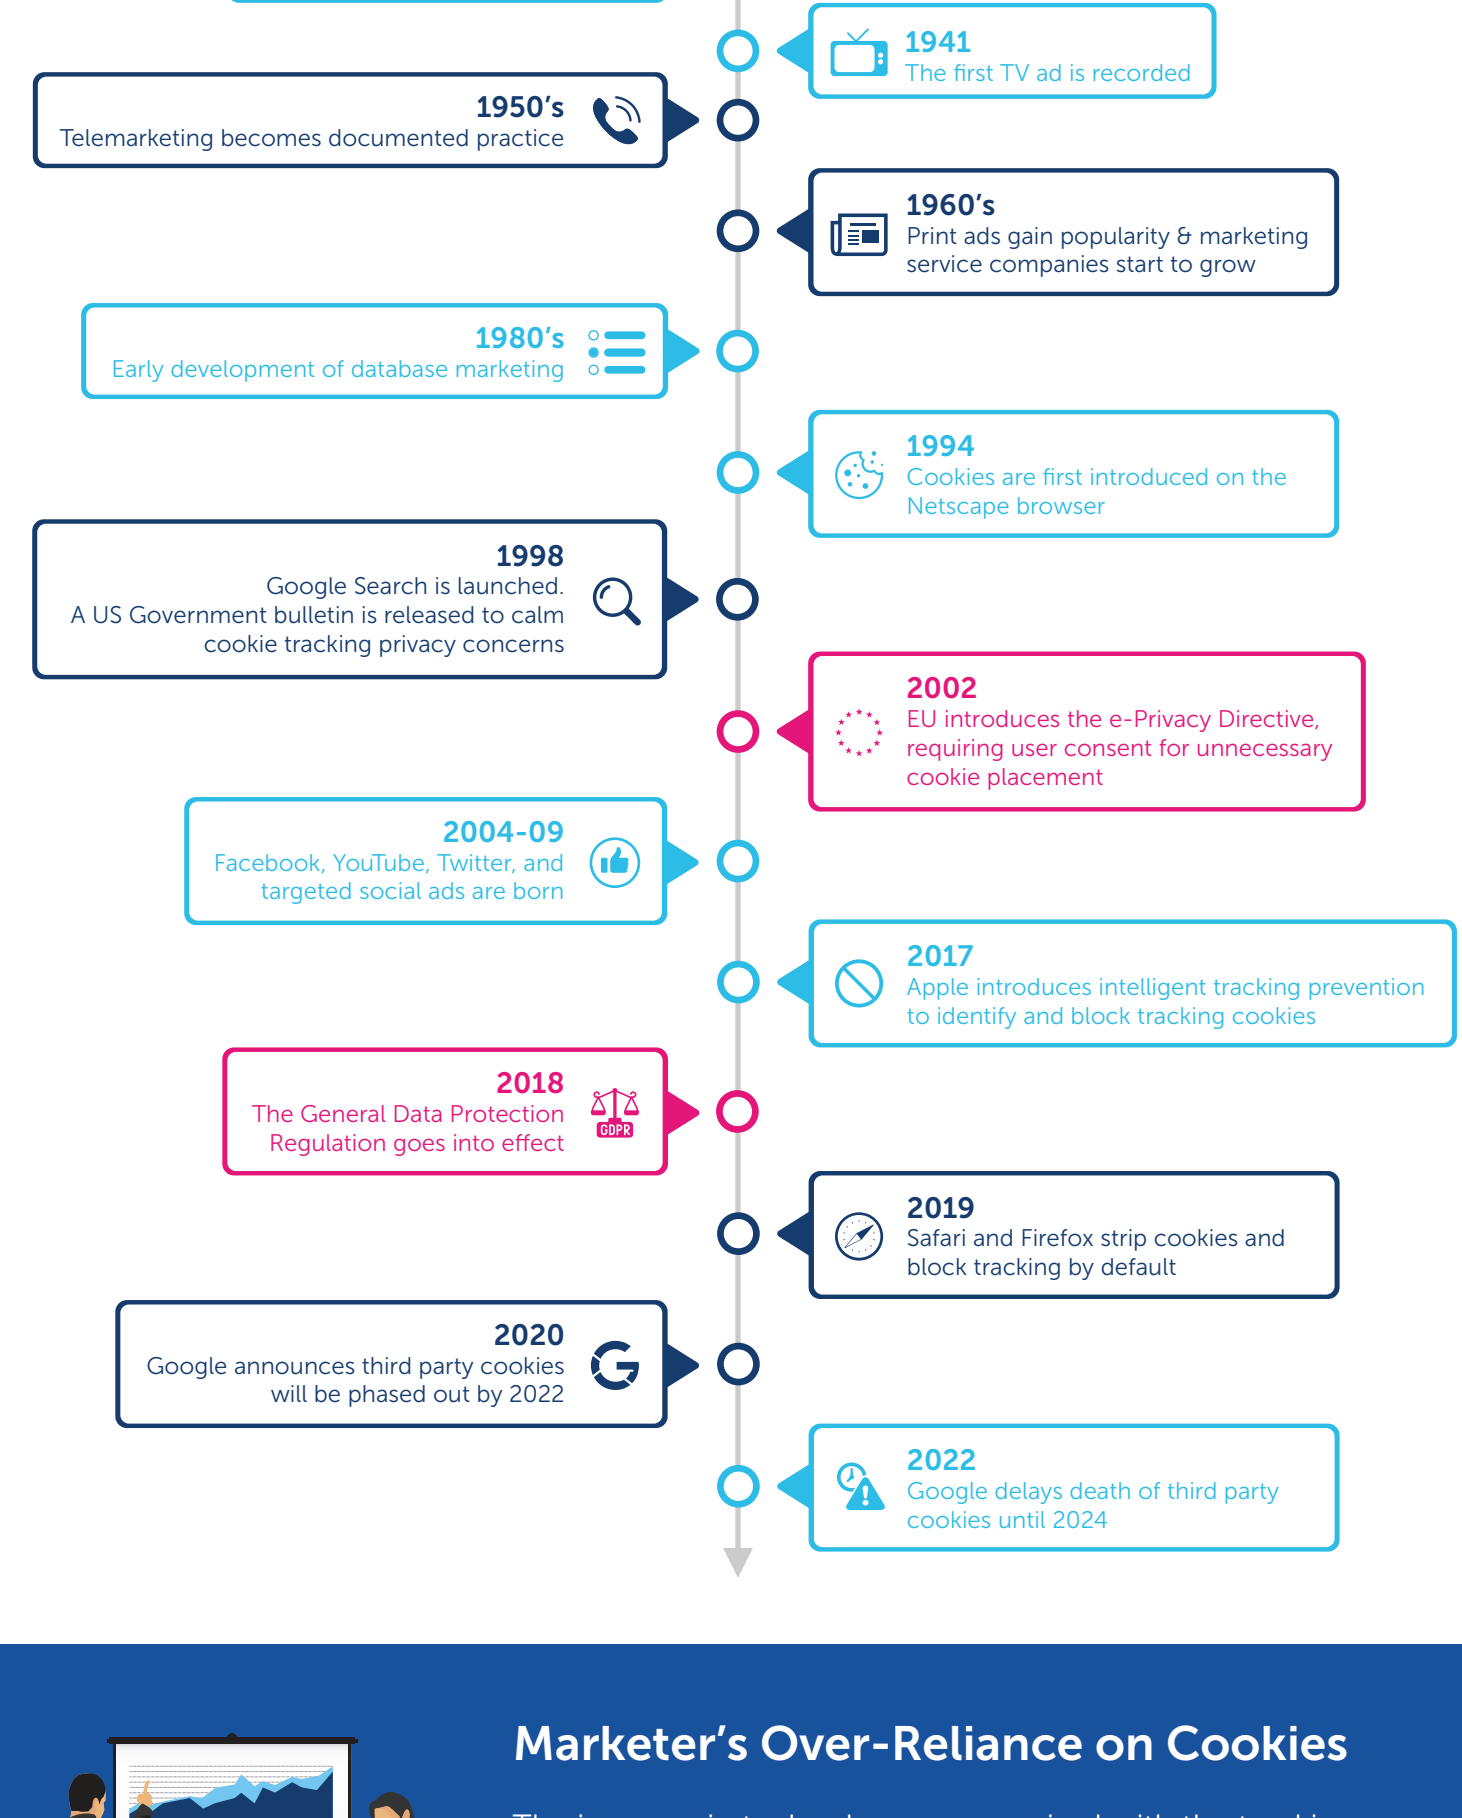 1941
The first TV ad is recorded
1950's
Telemarketing becomes documented practice
1960's
Print ads gain popularity & marketing
service companies start to grow
1980's
Early development of database marketing
1994
Cookies are first introduced on the
Netscape browser
1998
Google Search is launched.
A US Government bulletin is released to calm
cookie tracking privacy concerns
2002
EU introduces the e-Privacy Directive,
requiring user consent for unnecessary
cookie placement
2004-09
Facebook, YouTube, Twitter, and
targeted social ads are born
2017
Apple introduces intelligent tracking prevention
to identify and block tracking cookies
2018
The General Data Protection
Regulation goes into effect
GDPR
2019
Safari and Firefox strip cookies and
block tracking by default
2020
Google announces third party cookies
will be phased out by 2022
G
2022
Google delays death of third party
cookies until 2024
Marketer's Over-Reliance on Cookies